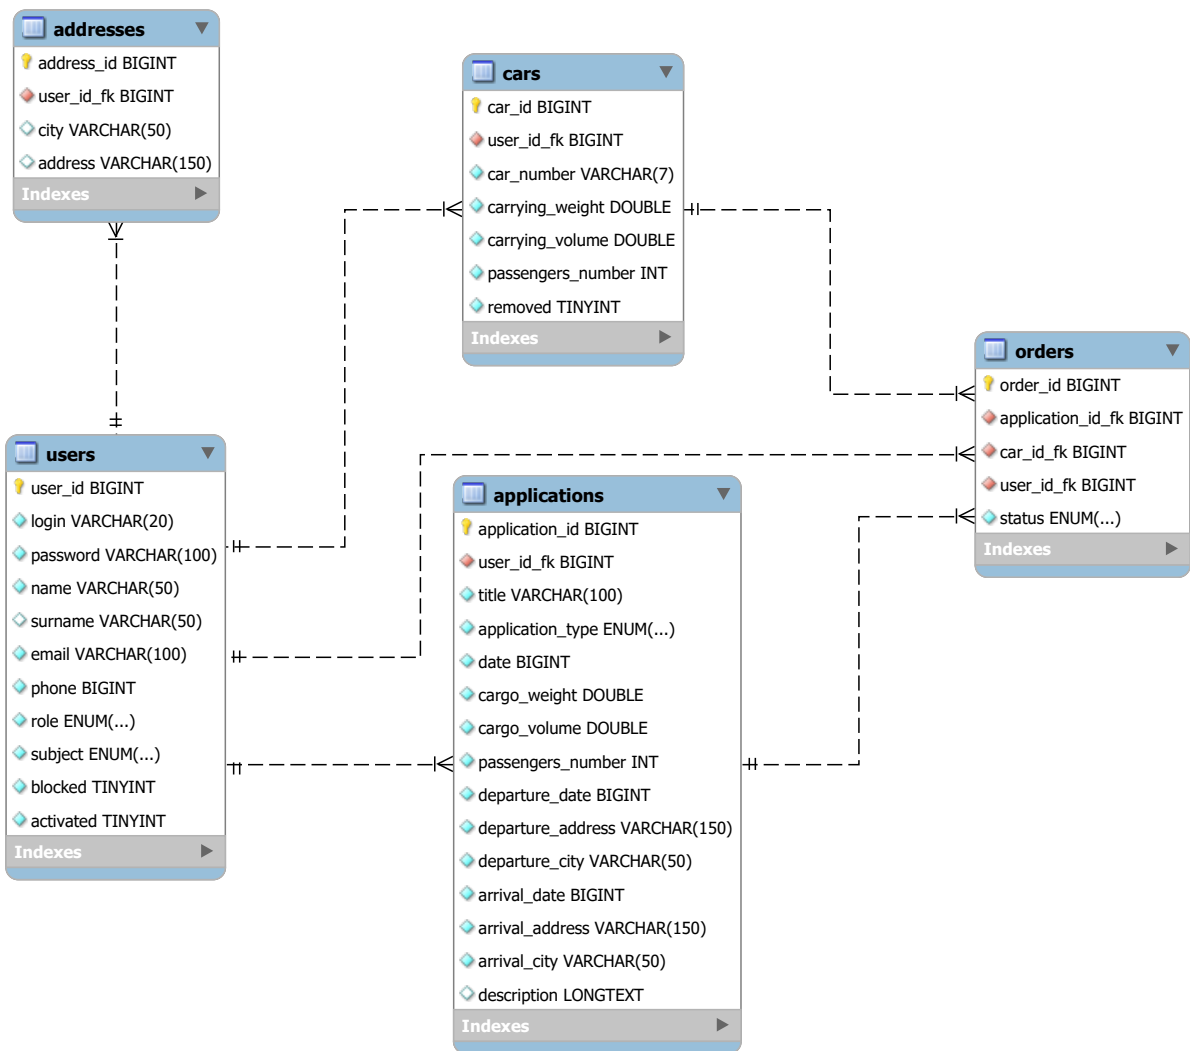 addresses
address_id BIGINT
user_id_fk BIGINT
city VARCHAR(50)
address VARCHAR(150)
Indexes
cars
car_id BIGINT
user_id_fk BIGINT
car_number VARCHAR(7)
carrying_weight DOUBLE
carrying_volume DOUBLE
passengers_number INT
removed TINYINT
Indexes
orders
order_id BIGINT
application_id_fk BIGINT
car_id_fk BIGINT
user_id_fk BIGINT
status ENUM(...)
Indexes
users
user_id BIGINT
login VARCHAR(20)
password VARCHAR(100)
name VARCHAR(50)
surname VARCHAR(50)
email VARCHAR(100)
phone BIGINT
role ENUM(...)
subject ENUM(...)
blocked TINYINT
activated TINYINT
Indexes
applications
application_id BIGINT
user_id_fk BIGINT
title VARCHAR(100)
application_type ENUM(...)
date BIGINT
cargo_weight DOUBLE
cargo_volume DOUBLE
passengers_number INT
departure_date BIGINT
departure_address VARCHAR(150)
departure_city VARCHAR(50)
arrival_date BIGINT
arrival_address VARCHAR(150)
arrival_city VARCHAR(50)
description LONGTEXT
Indexes